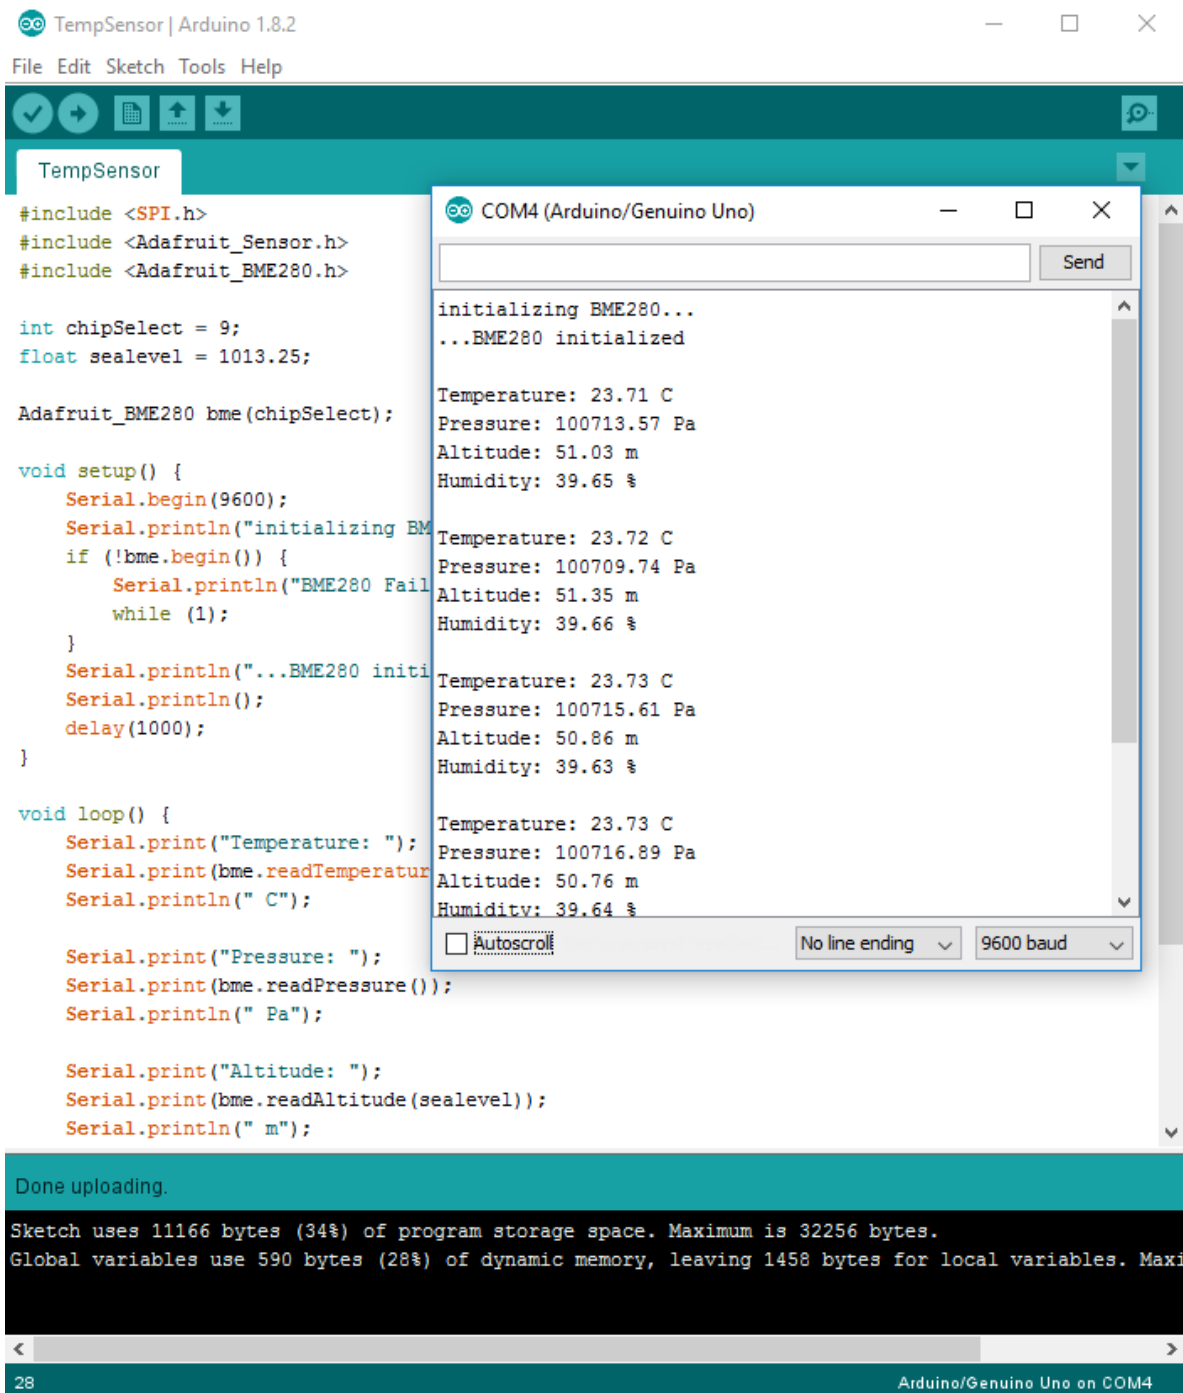 TempSensor | Arduino 1.8.2
File Edit Sketch Tools Help
TempSensor
#include <SPI.h>
#include <Adafruit_Sensor.h>
#include <Adafruit_BME280.h>
int chipSelect = 9;
float sealevel = 1013.25;
Adafruit_BME280 bme(chipSelect);
void setup() {
    Serial.begin(9600);
    Serial.println("initializing BM
    if (!bme.begin()) {
        Serial.println("BME280 Fail
        while (1);
    }
    Serial.println("...BME280 initi
    Serial.println();
    delay(1000);
}
void loop() {
    Serial.print("Temperature: ");
    Serial.print(bme.readTemperatur
    Serial.println(" C");
    Serial.print("Pressure: ");
    Serial.print(bme.readPressure());
    Serial.println(" Pa");
    Serial.print("Altitude: ");
    Serial.print(bme.readAltitude(sealevel));
    Serial.println(" m");
COM4 (Arduino/Genuino Uno)
Send
initializing BME280...
...BME280 initialized
Temperature: 23.71 C
Pressure: 100713.57 Pa
Altitude: 51.03 m
Humidity: 39.65 %
Temperature: 23.72 C
Pressure: 100709.74 Pa
Altitude: 51.35 m
Humidity: 39.66 %
Temperature: 23.73 C
Pressure: 100715.61 Pa
Altitude: 50.86 m
Humidity: 39.63 %
Temperature: 23.73 C
Pressure: 100716.89 Pa
Altitude: 50.76 m
Humidity: 39.64 %
Autoscroll
No line ending
9600 baud
Done uploading.
Sketch uses 11166 bytes (34%) of program storage space. Maximum is 32256 bytes.
Global variables use 590 bytes (28%) of dynamic memory, leaving 1458 bytes for local variables. Maxi
28
Arduino/Genuino Uno on COM4